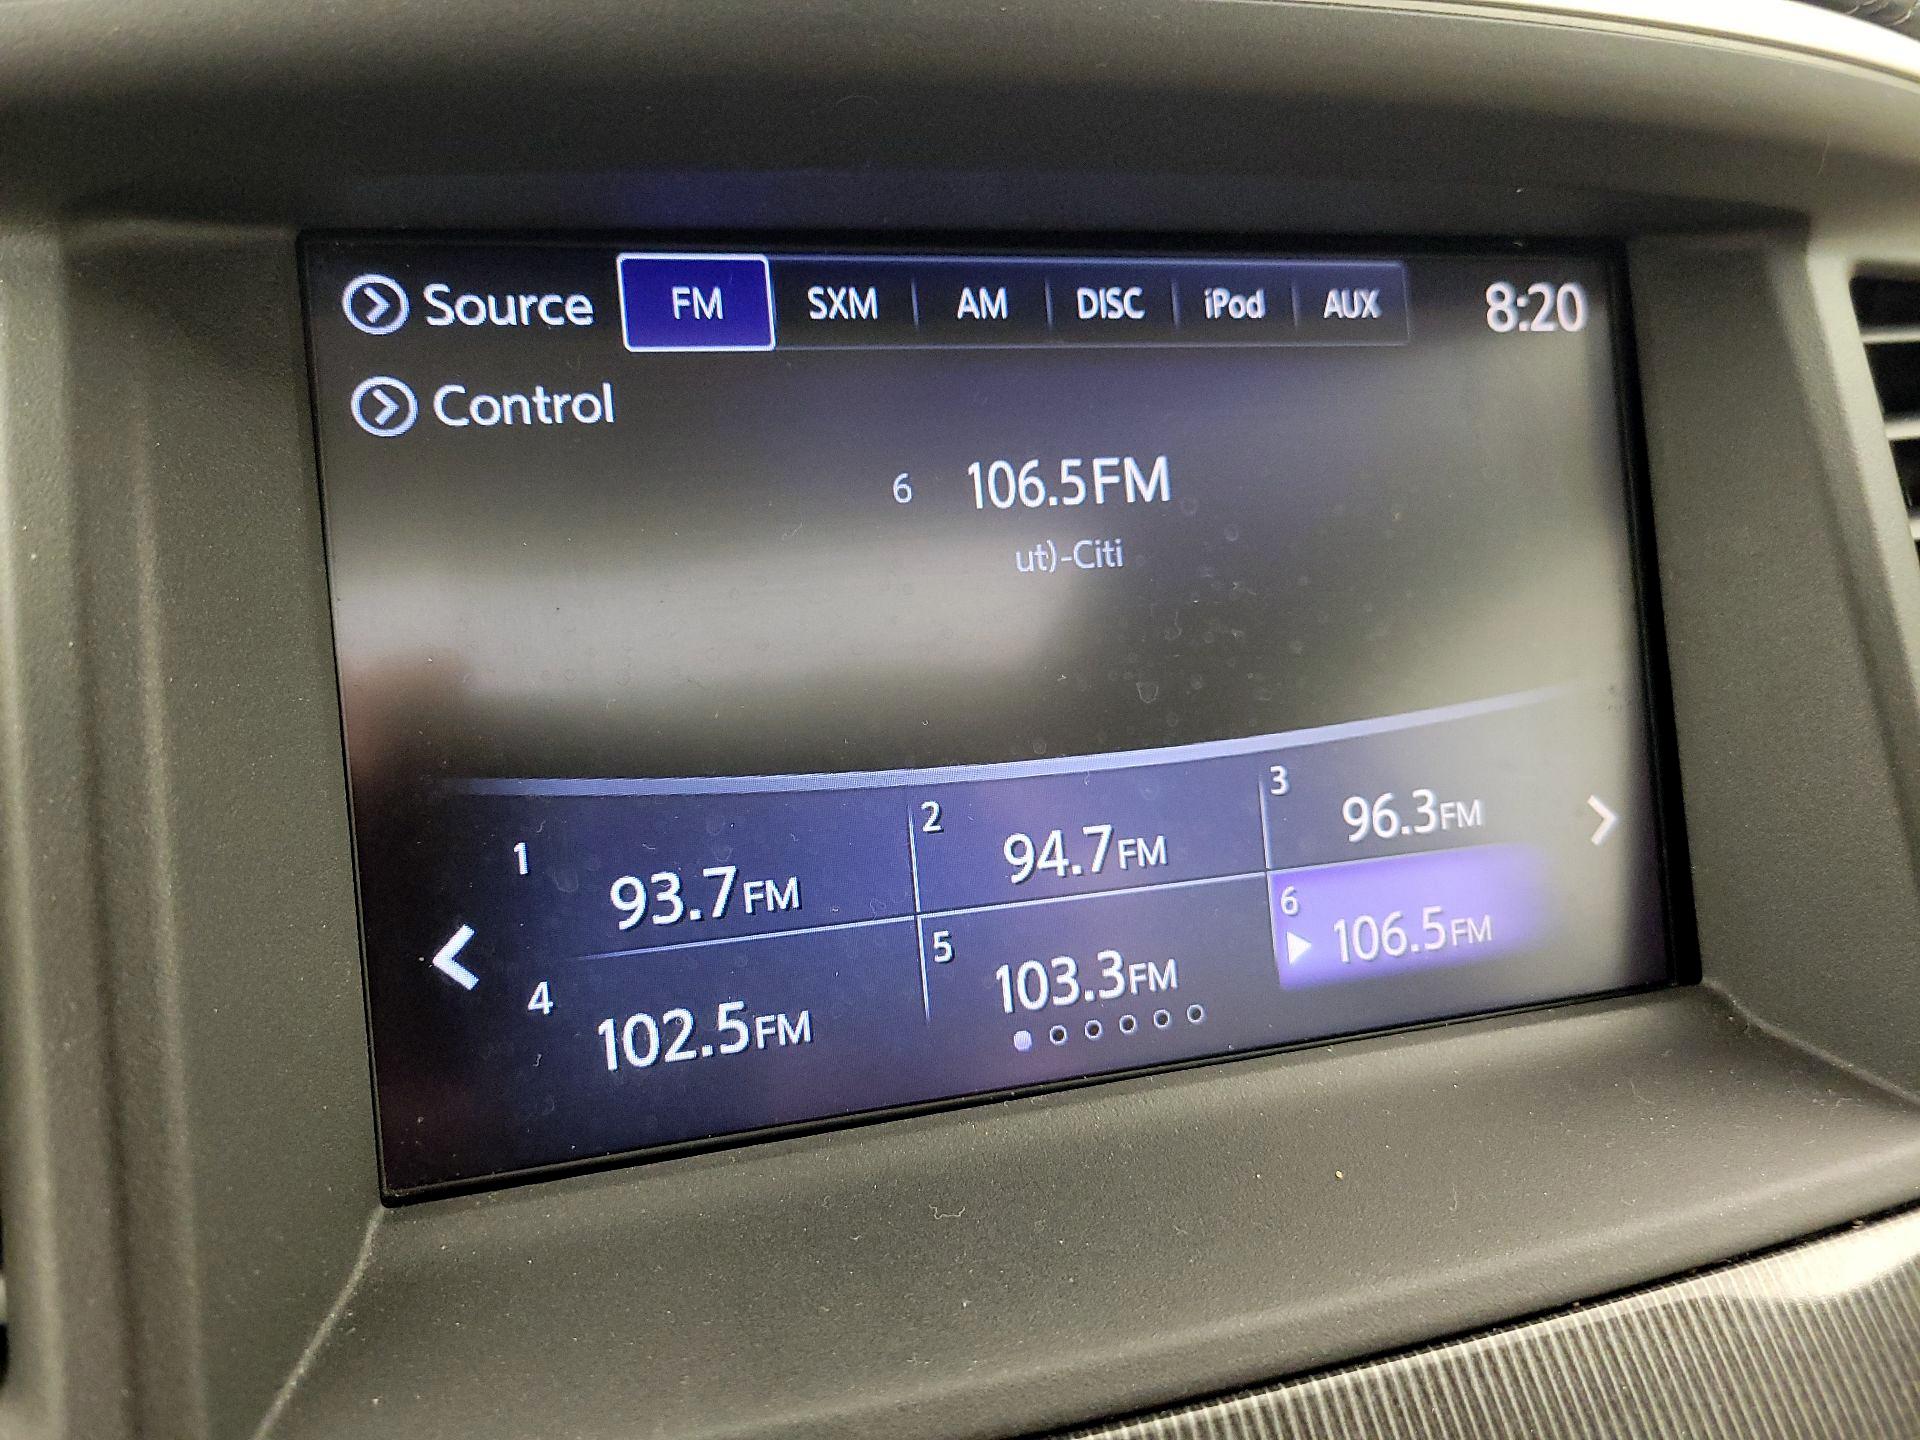 Source FM SXM AM DISC iPod AUX 8:20
Control
6 106.5FM
ut)-Citi
1 93.7FM 2 94.7FM 3 96.3FM
4 102.5FM 5 103.3FM 6 106.5FM